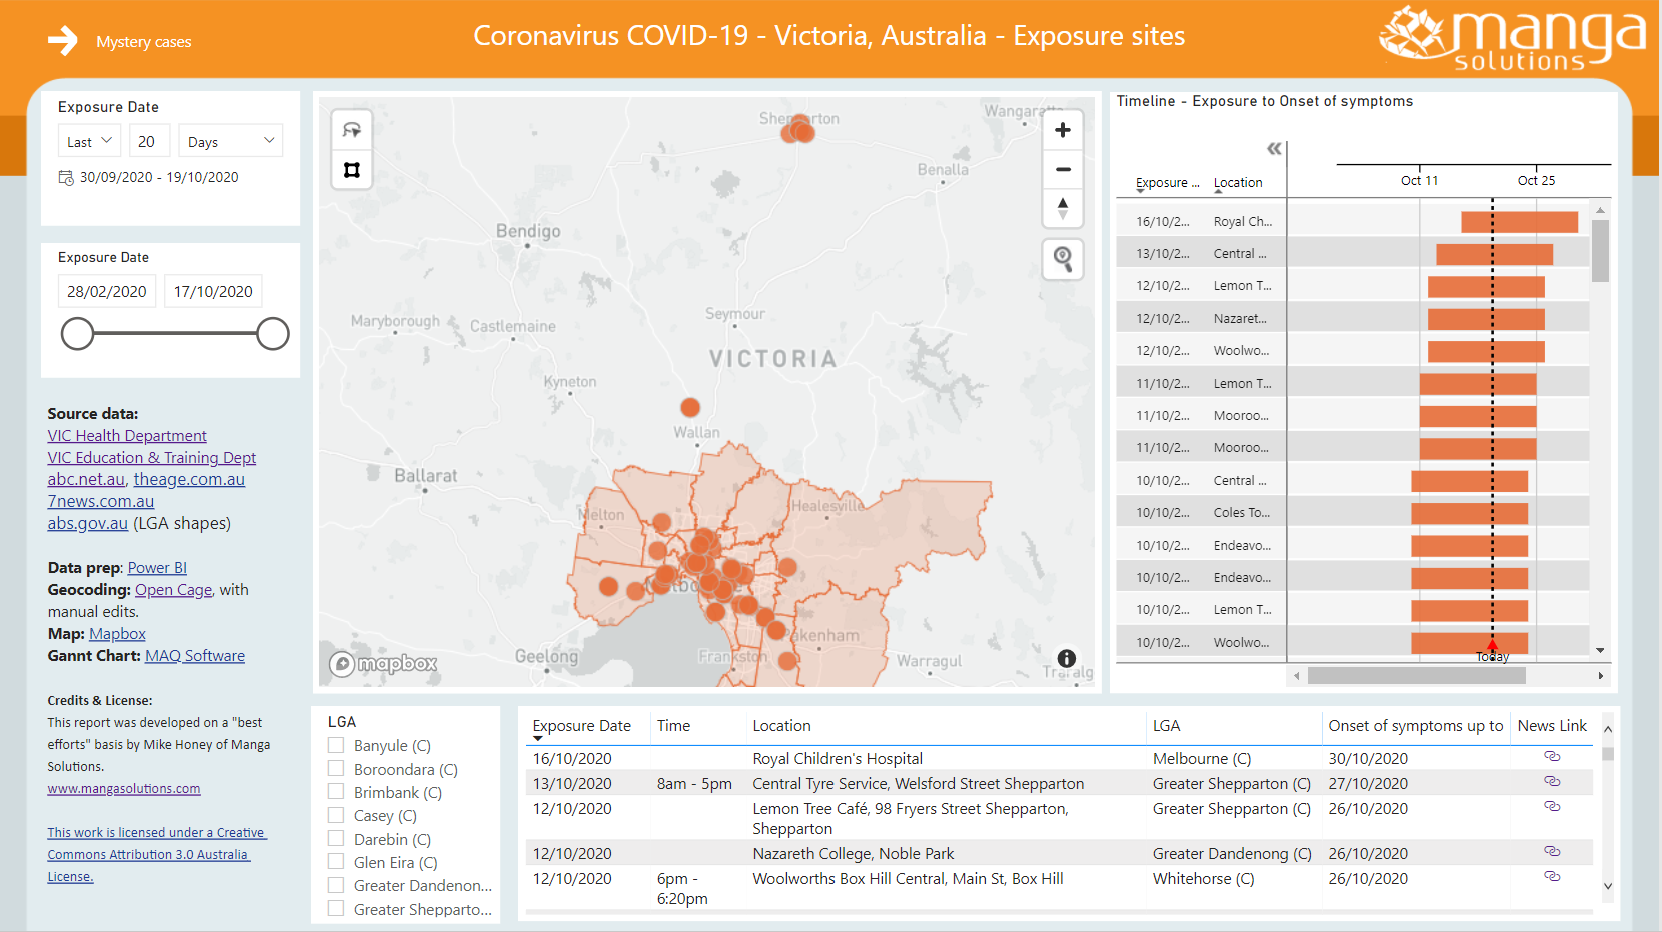 Mystery cases
Coronavirus COVID-19 - Victoria, Australia - Exposure sites
manga
solutions
Exposure Date
Last
20
Days
30/09/2020 - 19/10/2020
Exposure Date
28/02/2020
17/10/2020
Source data:
VIC Health Department
VIC Education & Training Dept
abc.net.au, theage.com.au
7news.com.au
abs.gov.au (LGA shapes)
Data prep: Power BI
Geocoding: Open Cage, with
manual edits.
Map: Mapbox
Gannt Chart: MAQ Software
Credits & License:
This report was developed on a "best
efforts" basis by Mike Honey of Manga
Solutions.
www.mangasolutions.com
This work is licensed under a Creative
Commons Attribution 3.0 Australia
License.
Shepparton
Wangaratta
Benalla
Bendigo
Seymour
Maryborough
Castlemaine
VICTORIA
Kyneton
Wallan
Ballarat
Healesville
Melton
Pakenham
Geelong
Frankston
Warragul
Traralg
mapbox
Timeline - Exposure to Onset of symptoms
Oct 11
Oct 25
Exposure ... Location
16/10/2... Royal Ch...
13/10/2... Central ...
12/10/2... Lemon T...
12/10/2... Nazaret...
12/10/2... Woolwo...
11/10/2... Lemon T...
11/10/2... Mooroo...
11/10/2... Mooroo...
10/10/2... Central ...
10/10/2... Coles To...
10/10/2... Endeavo...
10/10/2... Endeavo...
10/10/2... Lemon T...
10/10/2... Woolwo...
Today
LGA
Banyule (C)
Boroondara (C)
Brimbank (C)
Casey (C)
Darebin (C)
Glen Eira (C)
Greater Dandenon...
Greater Shepparto...
Exposure Date Time Location LGA Onset of symptoms up to News Link
16/10/2020 Royal Children's Hospital Melbourne (C) 30/10/2020
13/10/2020 8am - 5pm Central Tyre Service, Welsford Street Shepparton Greater Shepparton (C) 27/10/2020
12/10/2020 Lemon Tree Café, 98 Fryers Street Shepparton, Greater Shepparton (C) 26/10/2020
Shepparton
12/10/2020 Nazareth College, Noble Park Greater Dandenong (C) 26/10/2020
12/10/2020 6pm - Woolworths Box Hill Central, Main St, Box Hill Whitehorse (C) 26/10/2020
6:20pm